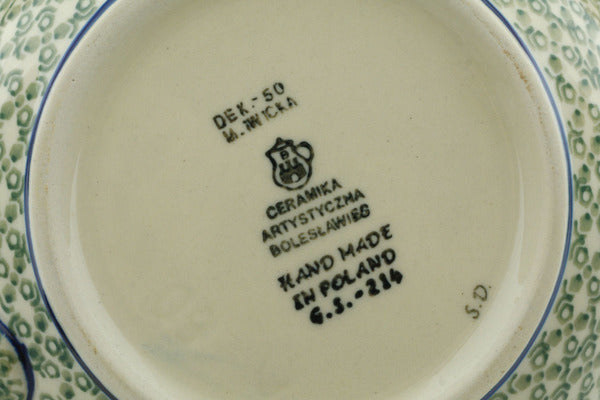 DEK.-50
M. IWICKA
B
CERAMIKA
ARTYSTYCZNA
BOLESŁAWIEC
HAND MADE
IN POLAND
G.S.-284
S.D.